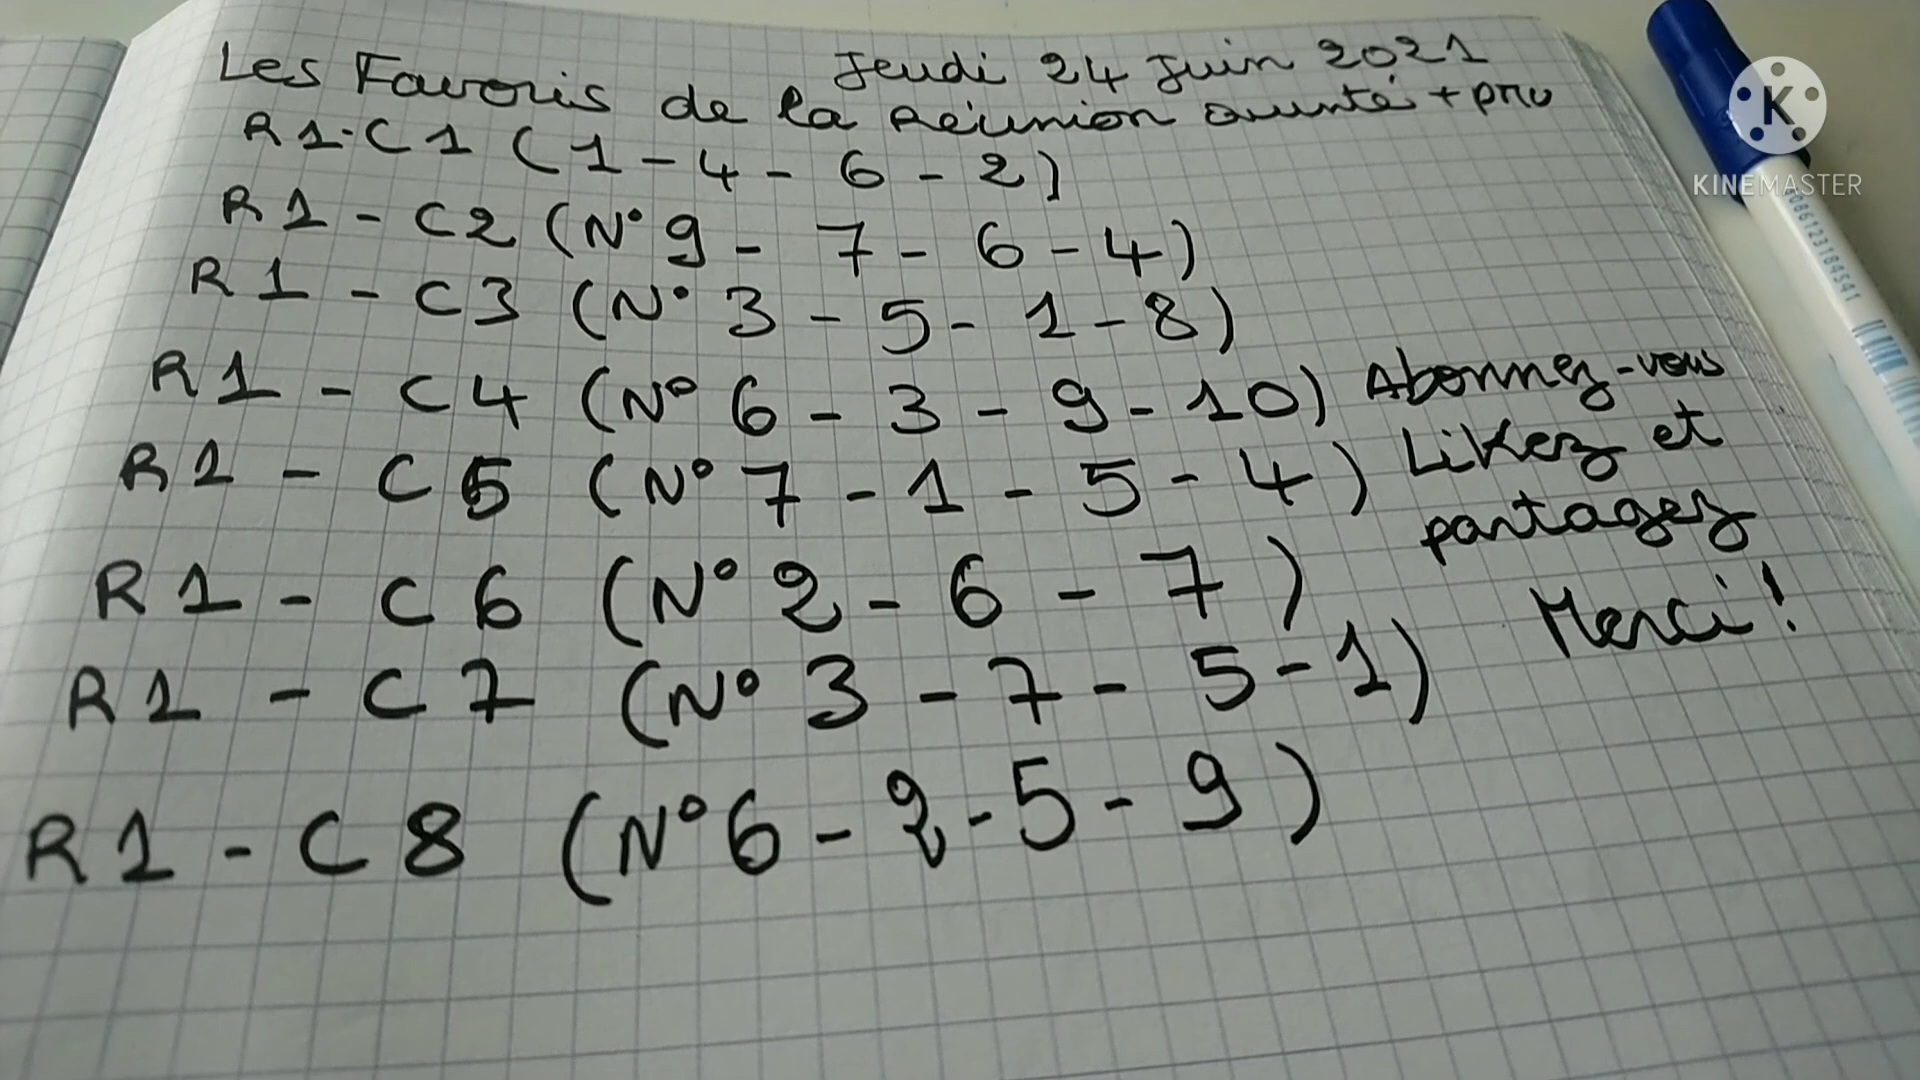 Jeudi 24 Juin 2021
Les Favoris de la Réunion + pro
R1-C1 (1-4-6-2)
R1-C2 (N° 9-7-6-4)
R1-C3 (N° 3-5-1-8)
R1-C4 (N° 6-3-9-10)
R1-C5 (N° 7-1-5-4)
R1-C6 (N° 2-6-7)
R1-C7 (N° 3-7-5-1)
R1-C8 (N° 6-2-5-9)
Abonnez-vous
Likez et
partagez
Merci!
K
KINEMASTER